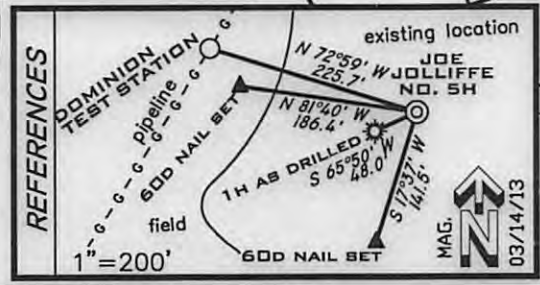 REFERENCES
existing location
JOE
JOLLIFFE
NO. 5H
N 72°59' W
225.7'
DOMINION
TEST STATION
pipeline
G G G G G G G G
N 81°40' W
186.4'
60D NAIL SET
1H AS DRILLED
S 65°50' W
48.0'
S 17°37' W
141.5'
field
60D NAIL SET
1"=200'
MAG.
N
03/14/13